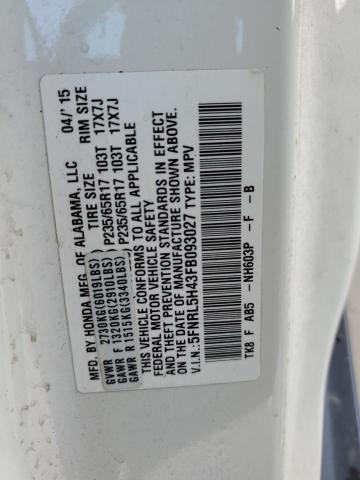 MFD. BY HONDA MFG. OF ALABAMA, LLC 04/'15
TIRE SIZE RIM SIZE
GVWR 2730KG(6019LBS)
GAWR F 1320KG(2910LBS) P235/65R17 103T 17X7J
GAWR R 1515KG(3340LBS) P235/65R17 103T 17X7J
THIS VEHICLE CONFORMS TO ALL APPLICABLE
FEDERAL MOTOR VEHICLE SAFETY
STANDARDS IN EFFECT ON THE DATE OF MANUFACTURE SHOWN ABOVE.
V.I.N.:5FNRL5H43FB093027 TYPE: MPV
TK8 F AB5 -NH603P -F -B